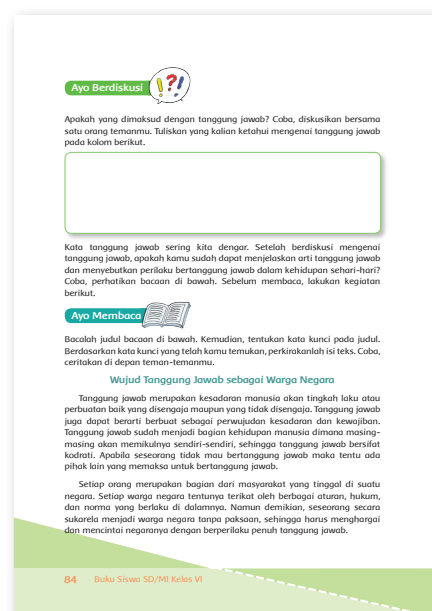 Ayo Berdiskusi
Apakah yang dimaksud dengan tanggung jawab? Coba, diskusikan bersama
satu orang temanmu. Tuliskan yang kalian ketahui mengenai tanggung jawab
pada kolom berikut.
Kata tanggung jawab sering kita dengar. Setelah berdiskusi mengenai
tanggung jawab, apakah kamu sudah dapat menjelaskan arti tanggung jawab
dan menyebutkan perilaku bertanggung jawab dalam kehidupan sehari-hari?
Coba, perhatikan bacaan di bawah. Sebelum membaca, lakukan kegiatan
berikut.
Ayo Membaca
Bacalah judul bacaan di bawah. Kemudian, tentukan kata kunci pada judul.
Berdasarkan kata kunci yang telah kamu temukan, perkirakanlah isi teks. Coba,
ceritakan di depan teman-temanmu.
Wujud Tanggung Jawab sebagai Warga Negara
Tanggung jawab merupakan kesadaran manusia akan tingkah laku atau
perbuatan baik yang disengaja maupun yang tidak disengaja. Tanggung jawab
juga dapat berarti berbuat sebagai perwujudan kesadaran dan kewajiban.
Tanggung jawab sudah menjadi bagian kehidupan manusia dimana masing-
masing akan memikulnya sendiri-sendiri, sehingga tanggung jawab bersifat
kodrati. Apabila seseorang tidak mau bertanggung jawab maka tentu ada
pihak lain yang memaksa untuk bertanggung jawab.
Setiap orang merupakan bagian dari masyarakat yang tinggal di suatu
negara. Setiap warga negara tentunya terikat oleh berbagai aturan, hukum,
dan norma yang berlaku di dalamnya. Namun demikian, seseorang secara
sukarela menjadi warga negara tanpa paksaan, sehingga harus menghargai
dan mencintai negaranya dengan berperilaku penuh tanggung jawab.
84 Buku Siswa SD/MI Kelas VI